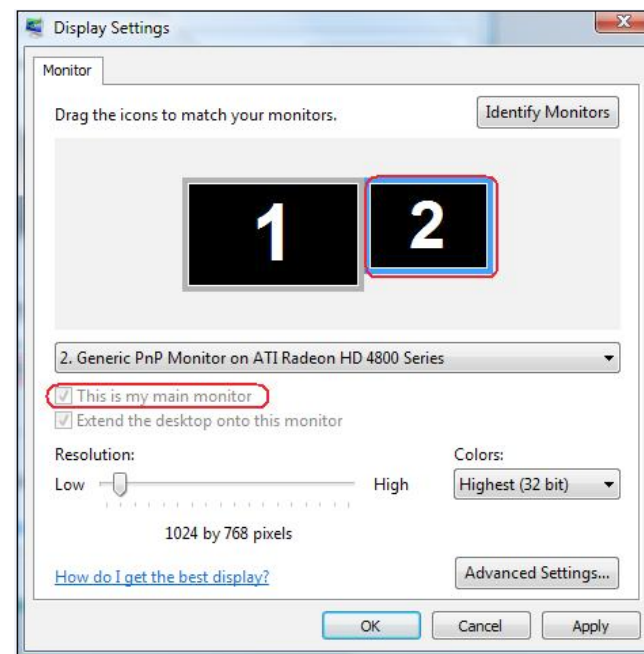 Display Settings
Monitor
Drag the icons to match your monitors.
Identify Monitors
1
2
2. Generic PnP Monitor on ATI Radeon HD 4800 Series
This is my main monitor
Extend the desktop onto this monitor
Resolution:
Colors:
Low
High
Highest (32 bit)
1024 by 768 pixels
How do I get the best display?
Advanced Settings...
OK
Cancel
Apply